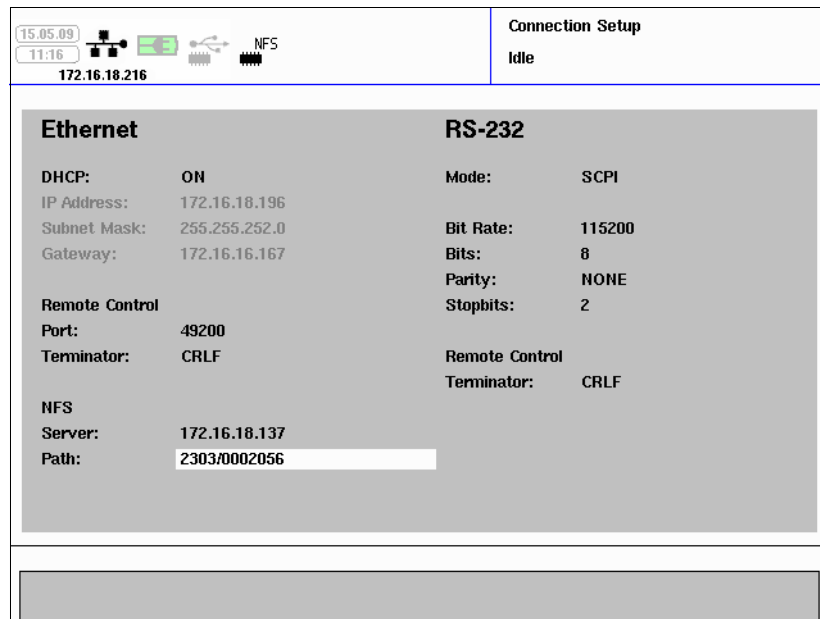 15.05.09
11:16
172.16.18.216
NFS
Connection Setup
Idle
Ethernet
DHCP: ON
IP Address: 172.16.18.196
Subnet Mask: 255.255.252.0
Gateway: 172.16.16.167
Remote Control
Port: 49200
Terminator: CRLF
NFS
Server: 172.16.18.137
Path: 2303/0002056
RS-232
Mode: SCPI
Bit Rate: 115200
Bits: 8
Parity: NONE
Stopbits: 2
Remote Control
Terminator: CRLF